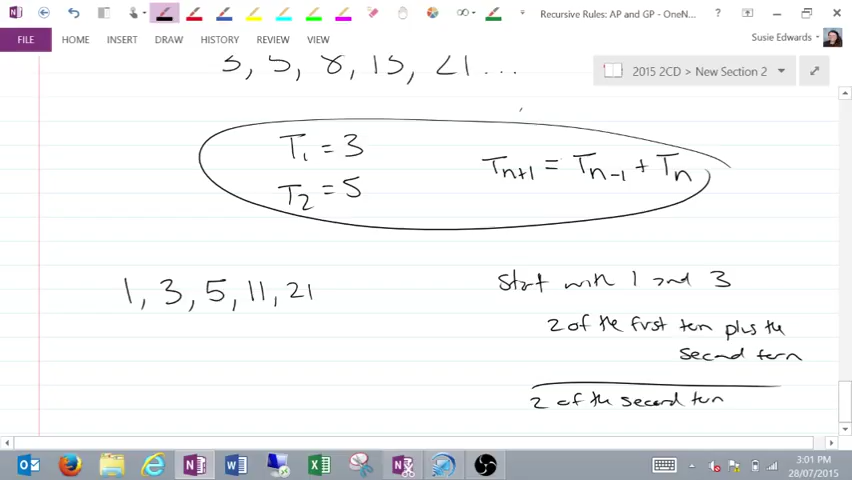 Recursive Rules: AP and GP - OneN...
Susie Edwards
FILE HOME INSERT DRAW HISTORY REVIEW VIEW
2015 2CD > New Section 2
3, 5, 8, 13, 21 ...
T₁ = 3
T₂ = 5
Tₙ₊₁ = Tₙ₋₁ + Tₙ
1, 3, 5, 11, 21
Start with 1 and 3
2 of the first term plus the
second term
2 of the second term
3:01 PM
28/07/2015